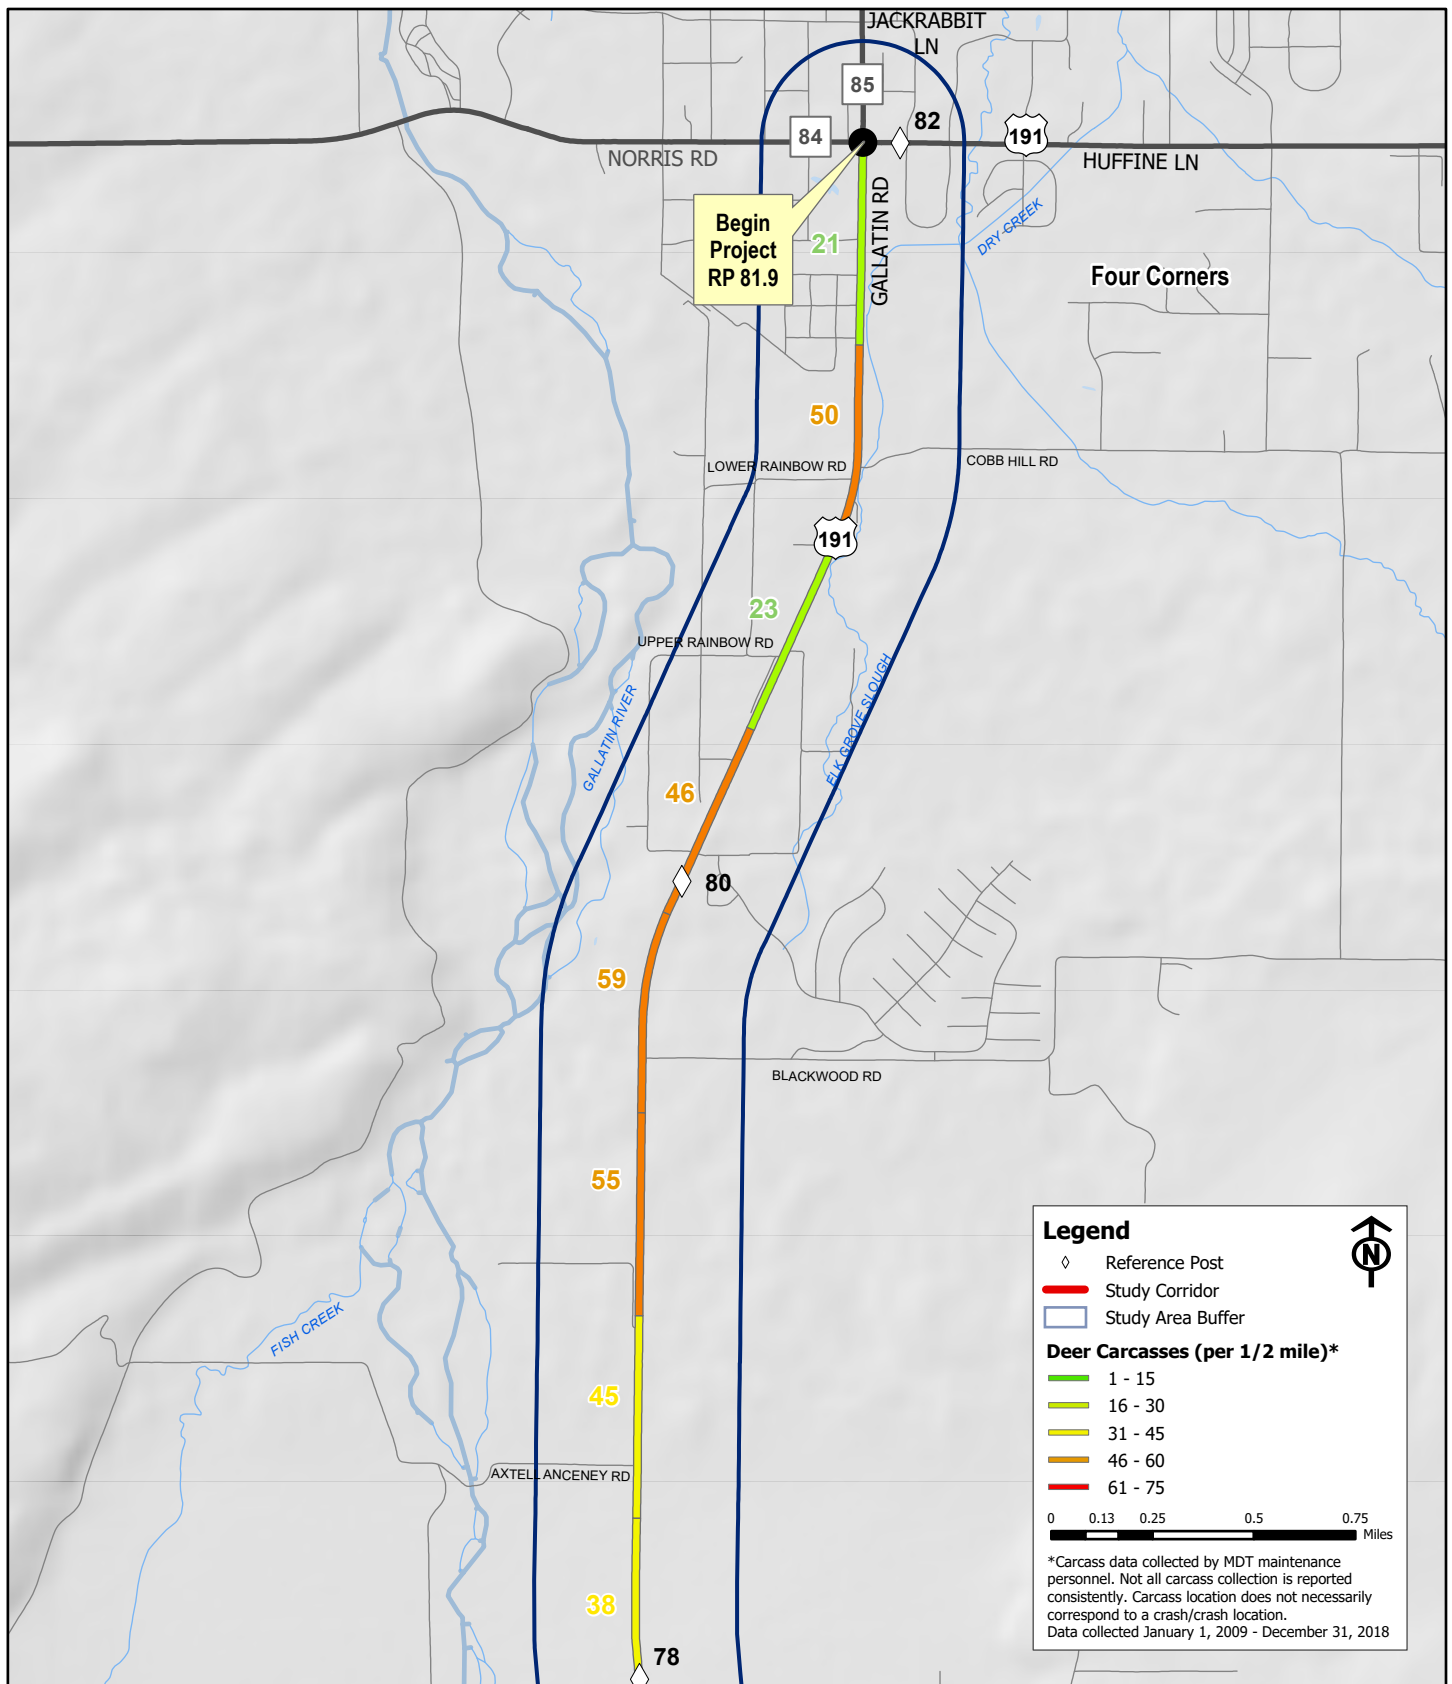 JACKRABBIT
LN
85
82
84
191
NORRIS RD
HUFFINE LN
Begin
Project
RP 81.9
21
GALLATIN RD
DRY CREEK
Four Corners
50
LOWER RAINBOW RD
COBB HILL RD
191
23
UPPER RAINBOW RD
GALLATIN RIVER
ELK GROVE SLOUGH
46
80
59
BLACKWOOD RD
55
FISH CREEK
45
AXTELL ANCENEY RD
38
78
Legend
N
Reference Post
Study Corridor
Study Area Buffer
Deer Carcasses (per 1/2 mile)*
1 - 15
16 - 30
31 - 45
46 - 60
61 - 75
0 0.13 0.25 0.5 0.75
Miles
*Carcass data collected by MDT maintenance
personnel. Not all carcass collection is reported
consistently. Carcass location does not necessarily
correspond to a crash/crash location.
Data collected January 1, 2009 - December 31, 2018